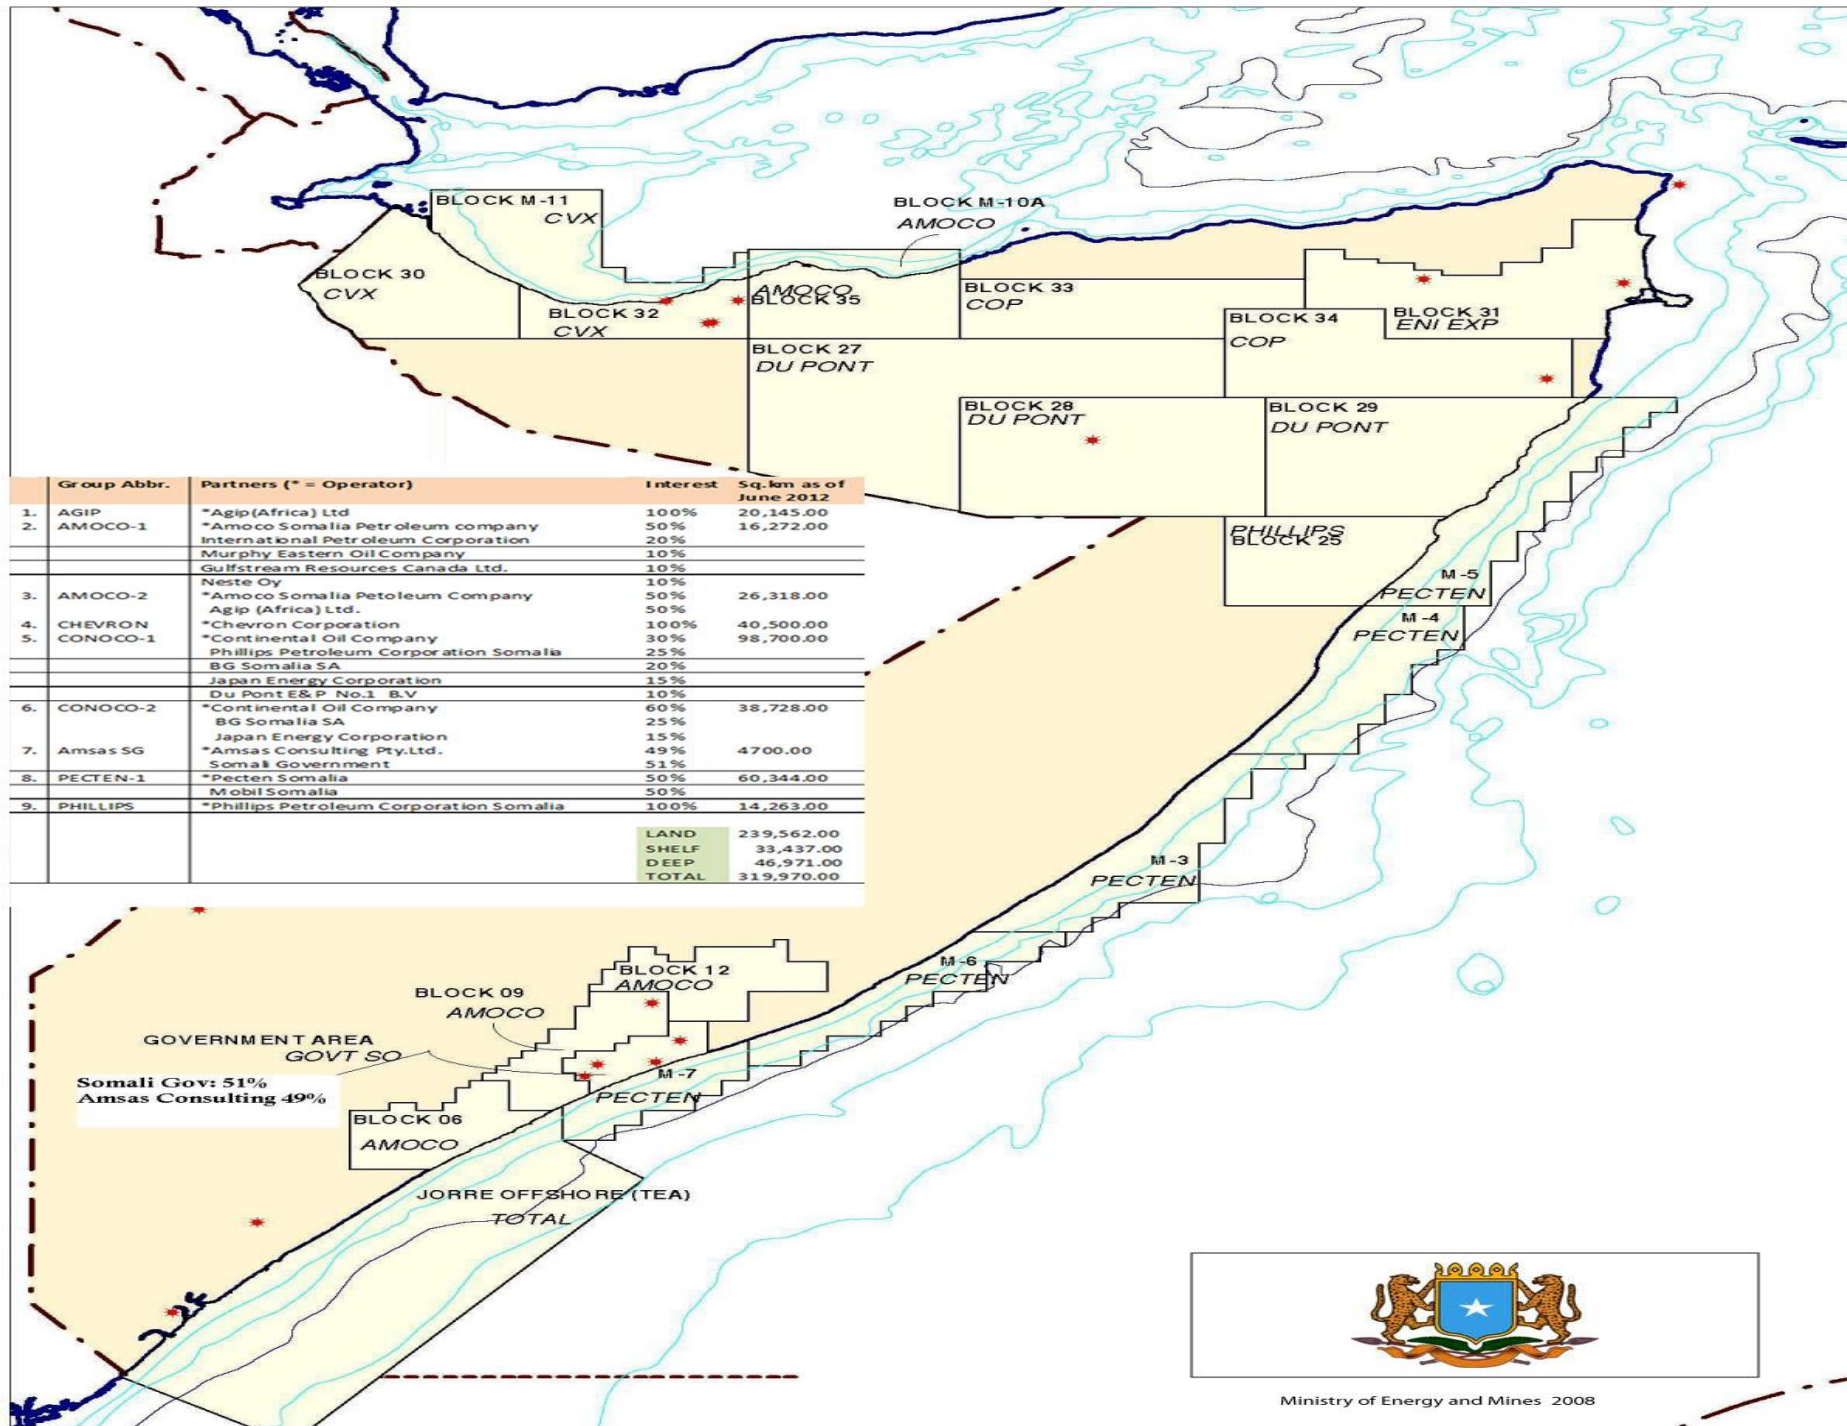 BLOCK M-11
CVX
BLOCK M-10A
AMOCO
BLOCK 30
CVX
BLOCK 32
CVX
AMOCO
BLOCK 35
BLOCK 33
COP
BLOCK 34
COP
BLOCK 31
ENI EXP
BLOCK 27
DU PONT
BLOCK 28
DU PONT
BLOCK 29
DU PONT
PHILLIPS
BLOCK 25
M-5
PECTEN
M-4
PECTEN
Group Abbr. Partners (* = Operator) Interest Sq.km as of
June 2012
1. AGIP *Agip(Africa) Ltd 100% 20,145.00
2. AMOCO-1 *Amoco Somalia Petroleum company 50% 16,272.00
International Petroleum Corporation 20%
Murphy Eastern Oil Company 10%
Gulfstream Resources Canada Ltd. 10%
Neste Oy 10%
3. AMOCO-2 *Amoco Somalia Petoleum Company 50% 26,318.00
Agip (Africa) Ltd. 50%
4. CHEVRON *Chevron Corporation 100% 40,500.00
5. CONOCO-1 *Continental Oil Company 30% 98,700.00
Phillips Petroleum Corporation Somalia 25%
BG Somalia SA 20%
Japan Energy Corporation 15%
Du Pont E&P No.1 B.V 10%
6. CONOCO-2 *Continental Oil Company 60% 38,728.00
BG Somalia SA 25%
Japan Energy Corporation 15%
7. Amsas SG *Amsas Consulting Pty.Ltd. 49% 4700.00
Somali Government 51%
8. PECTEN-1 *Pecten Somalia 50% 60,344.00
Mobil Somalia 50%
9. PHILLIPS *Phillips Petroleum Corporation Somalia 100% 14,263.00
LAND 239,562.00
SHELF 33,437.00
DEEP 46,971.00
TOTAL 319,970.00
M-3
PECTEN
M-6
PECTEN
BLOCK 12
AMOCO
BLOCK 09
AMOCO
GOVERNMENT AREA
GOVT SO
Somali Gov: 51%
Amsas Consulting 49%
M-7
PECTEN
BLOCK 06
AMOCO
JORRE OFFSHORE (TEA)
TOTAL
Ministry of Energy and Mines 2008